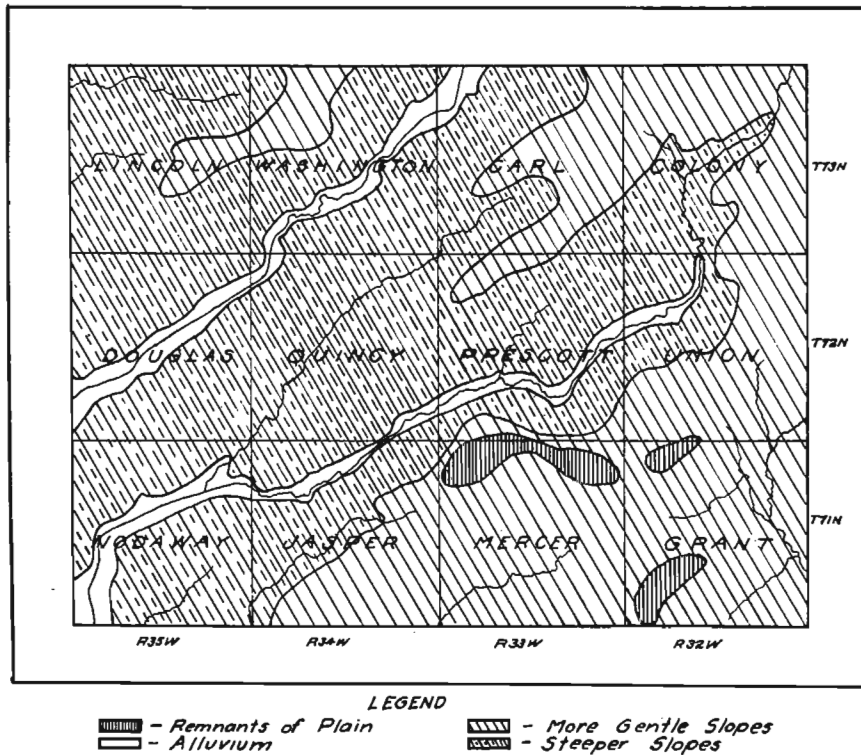 LINCOLN WASHINGTON CARL COLONY T73N
DOUGLAS QUINCY PRESCOTT UNION T72N
NODAWAY JASPER MERCER GRANT T71N
R35W R34W R33W R32W
LEGEND
- Remnants of Plain - More Gentle Slopes
- Alluvium - Steeper Slopes